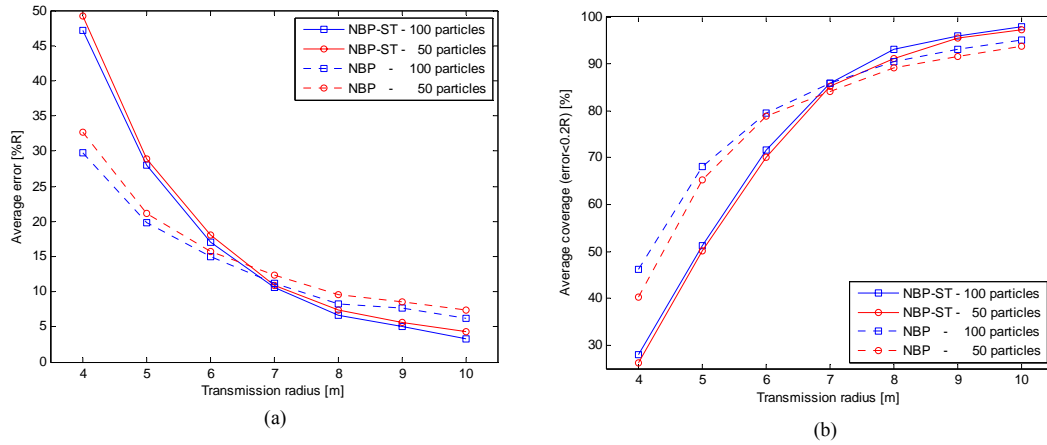 50
45
40
35
30
25
20
15
10
5
0
Average error [%R]
4 5 6 7 8 9 10
Transmission radius [m]
NBP-ST - 100 particles
NBP-ST - 50 particles
NBP - 100 particles
NBP - 50 particles
(a)
100
90
80
70
60
50
40
30
Average coverage (error<0.2R) [%]
4 5 6 7 8 9 10
Transmission radius [m]
NBP-ST - 100 particles
NBP-ST - 50 particles
NBP - 100 particles
NBP - 50 particles
(b)